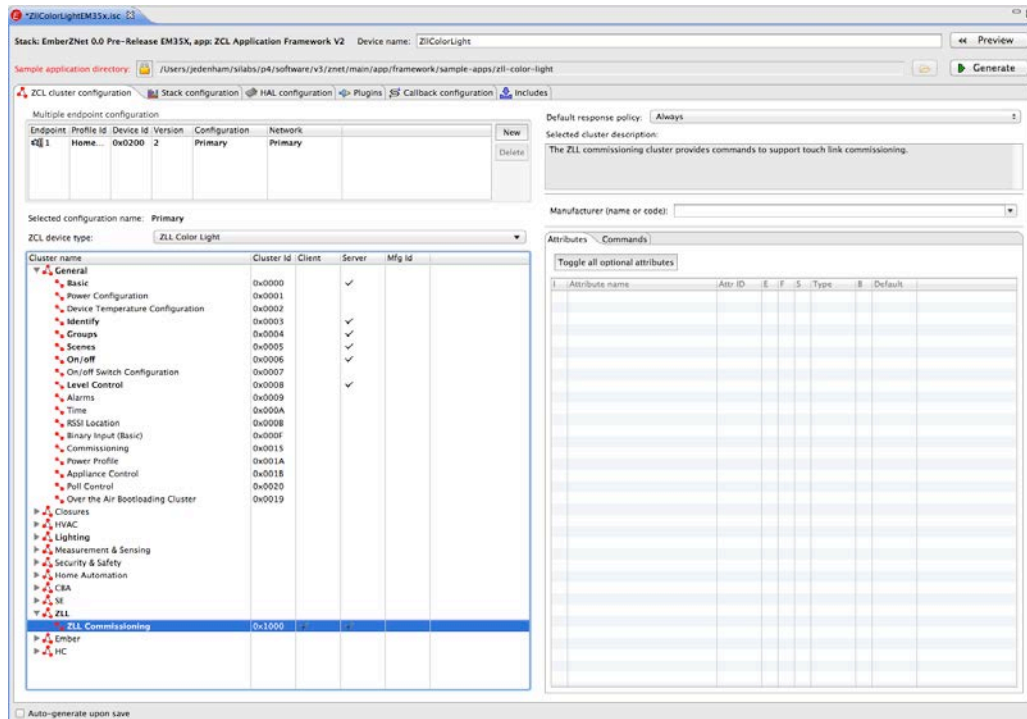 *ZllColorLightEM35x.isc
Stack: EmberZNet 0.0 Pre-Release EM35X, app: ZCL Application Framework V2 Device name: ZllColorLight Preview
Sample application directory: /Users/jedenham/silabs/p4/software/v3/znet/main/app/framework/sample-apps/zll-color-light Generate
ZCL cluster configuration Stack configuration HAL configuration Plugins Callback configuration Includes
Multiple endpoint configuration
Endpoint Profile Id Device Id Version Configuration Network
1 Home... 0x0200 2 Primary Primary
New
Delete
Selected configuration name: Primary
ZCL device type: ZLL Color Light
Cluster name Cluster Id Client Server Mfg Id
General
Basic 0x0000
Power Configuration 0x0001
Device Temperature Configuration 0x0002
Identify 0x0003
Groups 0x0004
Scenes 0x0005
On/off 0x0006
On/off Switch Configuration 0x0007
Level Control 0x0008
Alarms 0x0009
Time 0x000A
RSSI Location 0x000B
Binary Input (Basic) 0x000F
Commissioning 0x0015
Power Profile 0x001A
Appliance Control 0x001B
Poll Control 0x0020
Over the Air Bootloading Cluster 0x0019
Closures
HVAC
Lighting
Measurement & Sensing
Security & Safety
Home Automation
CBA
SE
ZLL
ZLL Commissioning 0x1000
Ember
HC
Default response policy: Always
Selected cluster description:
The ZLL commissioning cluster provides commands to support touch link commissioning.
Manufacturer (name or code):
Attributes Commands
Toggle all optional attributes
I Attribute name Attr ID E F S Type B Default
Auto-generate upon save